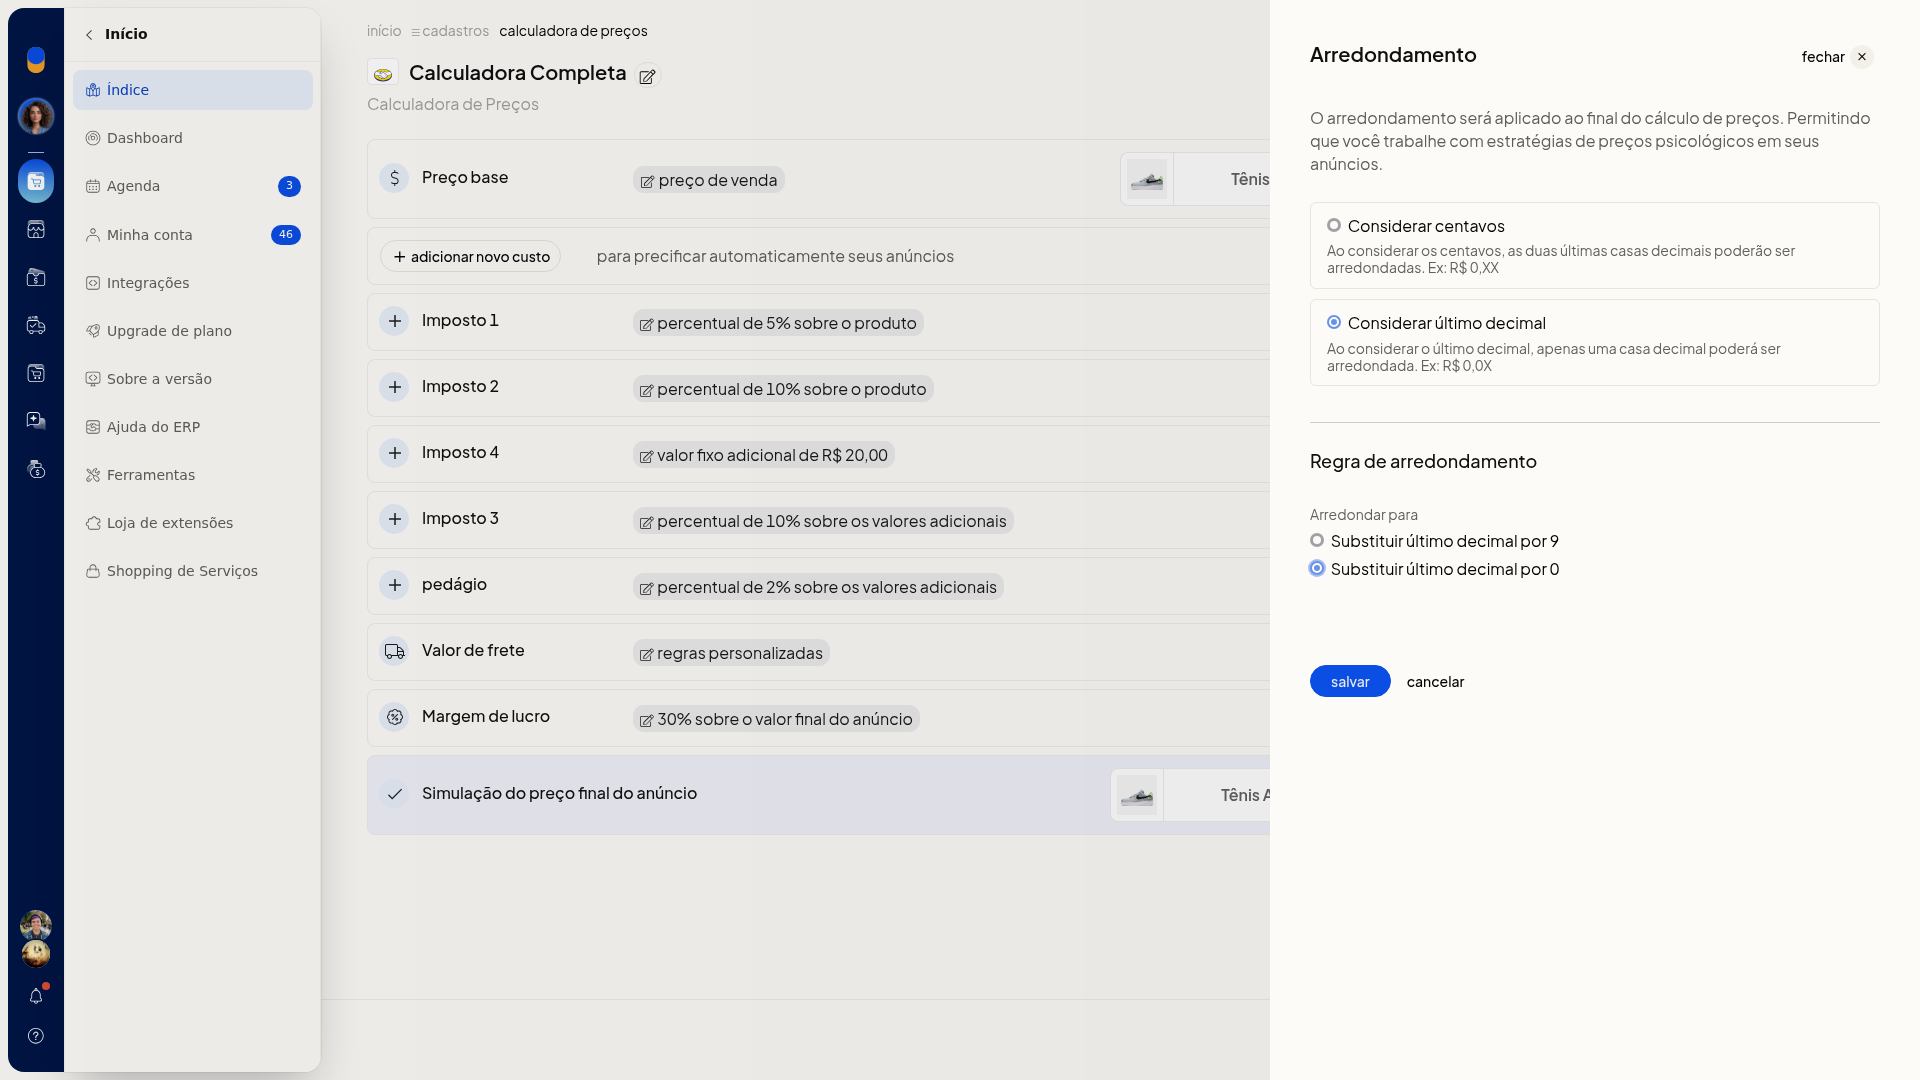 Início
Índice
Dashboard
Agenda
3
Minha conta
46
Integrações
Upgrade de plano
Sobre a versão
Ajuda do ERP
Ferramentas
Loja de extensões
Shopping de Serviços
início cadastros calculadora de preços
Calculadora Completa
Calculadora de Preços
Preço base
preço de venda
Tênis
adicionar novo custo
para precificar automaticamente seus anúncios
Imposto 1
percentual de 5% sobre o produto
Imposto 2
percentual de 10% sobre o produto
Imposto 4
valor fixo adicional de R$ 20,00
Imposto 3
percentual de 10% sobre os valores adicionais
pedágio
percentual de 2% sobre os valores adicionais
Valor de frete
regras personalizadas
Margem de lucro
30% sobre o valor final do anúncio
Simulação do preço final do anúncio
Tênis A
Arredondamento
fechar
O arredondamento será aplicado ao final do cálculo de preços. Permitindo
que você trabalhe com estratégias de preços psicológicos em seus
anúncios.
Considerar centavos
Ao considerar os centavos, as duas últimas casas decimais poderão ser
arredondadas. Ex: R$ 0,XX
Considerar último decimal
Ao considerar o último decimal, apenas uma casa decimal poderá ser
arredondada. Ex: R$ 0,0X
Regra de arredondamento
Arredondar para
Substituir último decimal por 9
Substituir último decimal por 0
salvar
cancelar